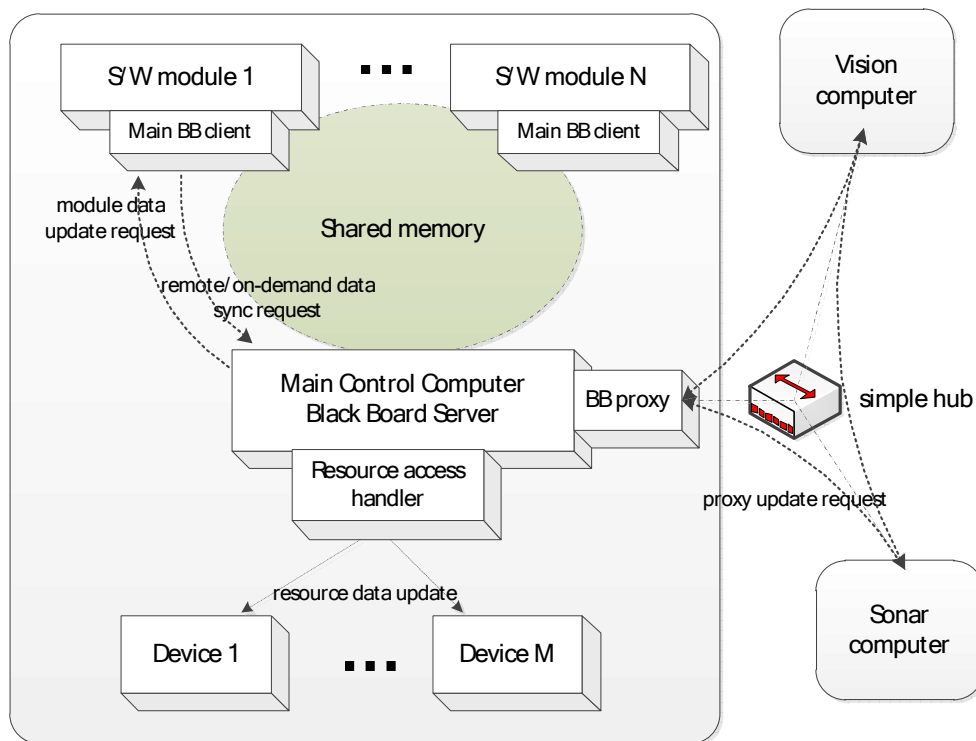 S/W module 1
S/W module N
Main BB client
Main BB client
Vision
computer
module data
update request
Shared memory
remote/on-demand data
sync request
Main Control Computer
Black Board Server
BB proxy
simple hub
Resource access
handler
proxy update request
resource data update
Device 1
Device M
Sonar
computer